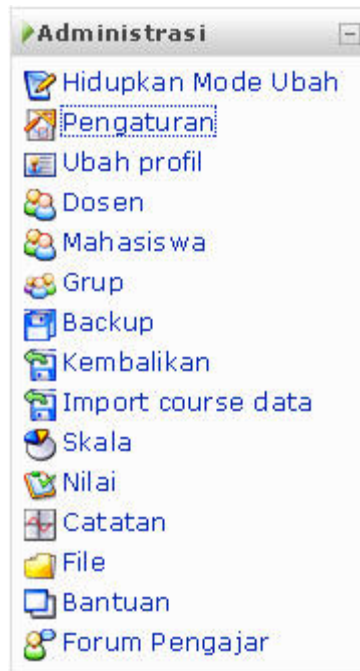 Administrasi
Hidupkan Mode Ubah
Pengaturan
Ubah profil
Dosen
Mahasiswa
Grup
Backup
Kembalikan
Import course data
Skala
Nilai
Catatan
File
Bantuan
Forum Pengajar